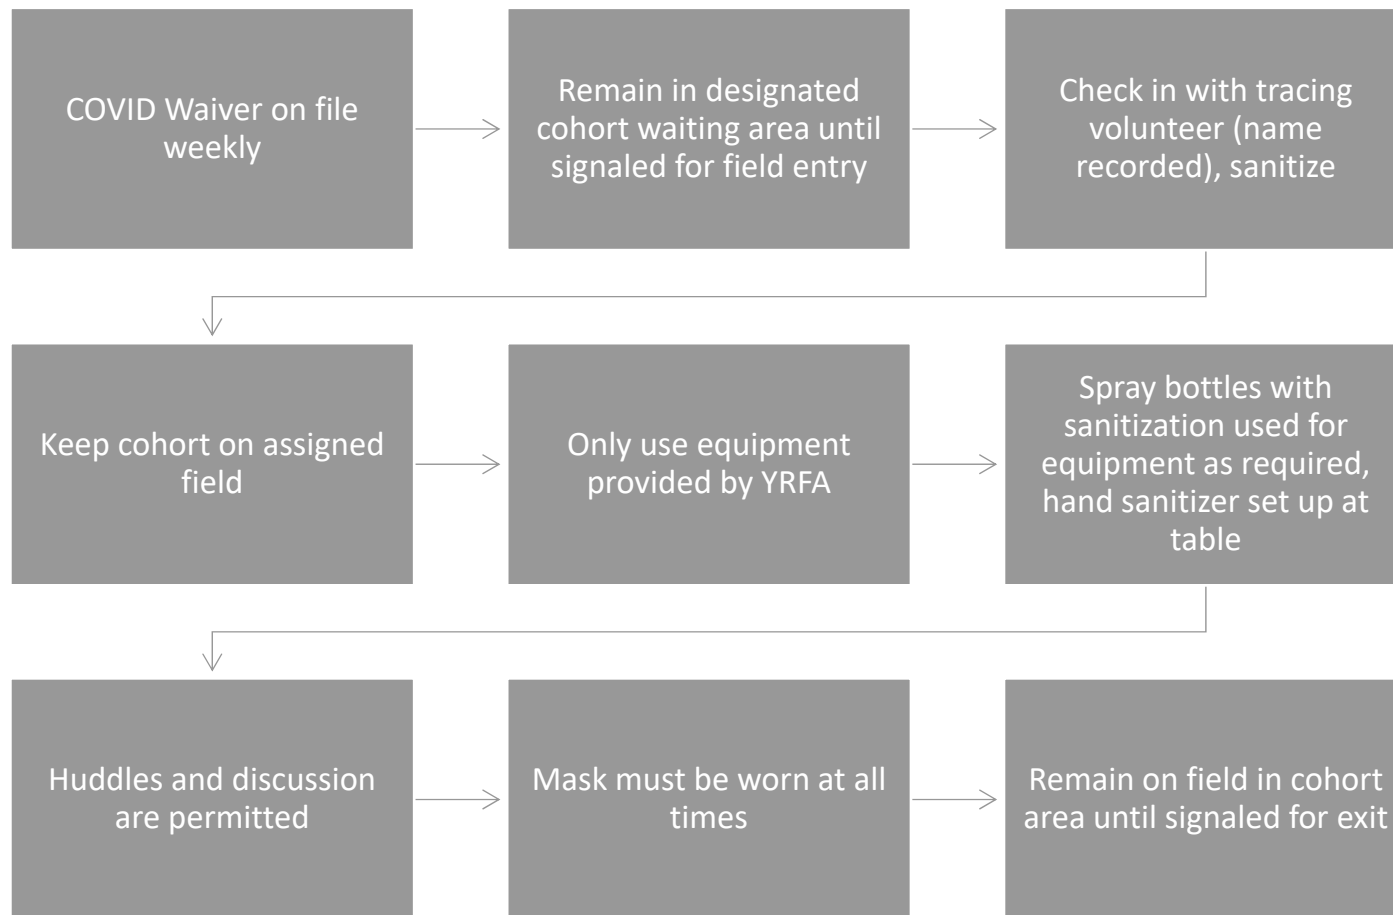 COVID Waiver on file
weekly
Remain in designated
cohort waiting area until
signaled for field entry
Check in with tracing
volunteer (name
recorded), sanitize
Keep cohort on assigned
field
Only use equipment
provided by YRFA
Spray bottles with
sanitization used for
equipment as required,
hand sanitizer set up at
table
Huddles and discussion
are permitted
Mask must be worn at all
times
Remain on field in cohort
area until signaled for exit